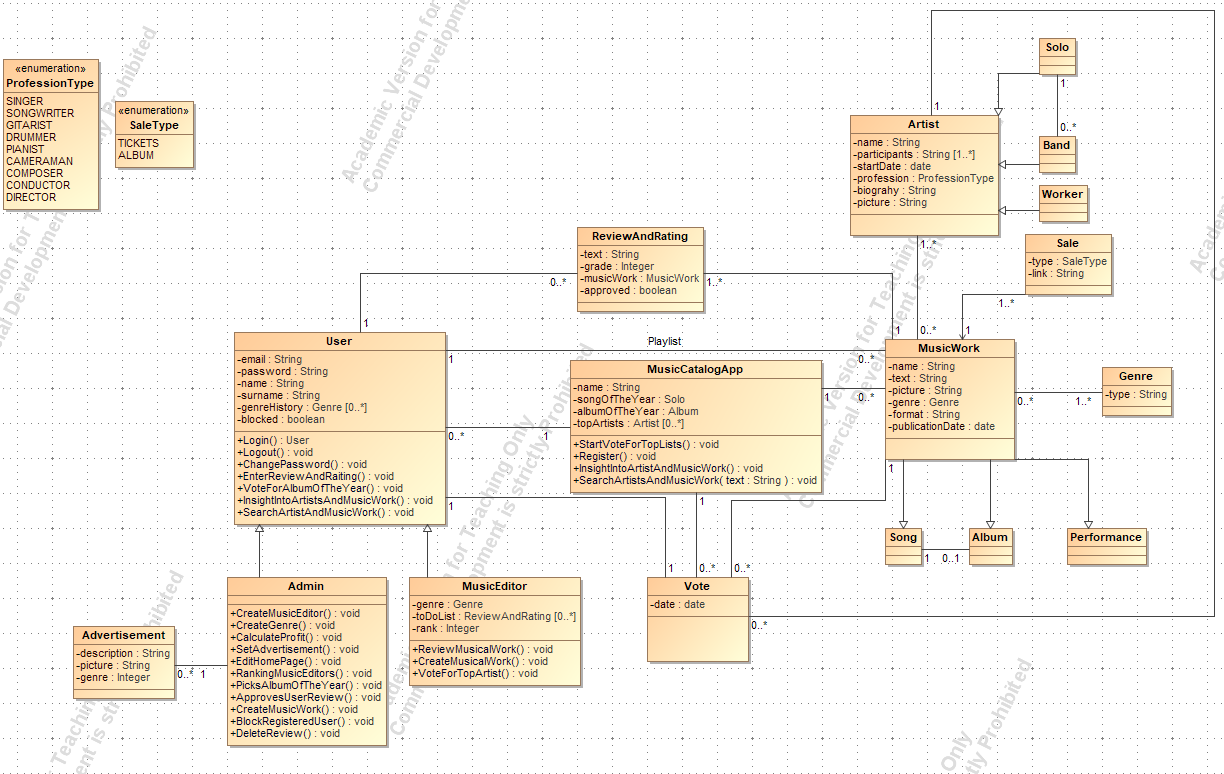 «enumeration»
ProfessionType
SINGER
SONGWRITER
GITARIST
DRUMMER
PIANIST
CAMERAMAN
COMPOSER
CONDUCTOR
DIRECTOR
«enumeration»
SaleType
TICKETS
ALBUM
Solo
1
0..*
Band
Worker
1
Artist
-name : String
-participants : String [1..*]
-startDate : date
-profession : ProfessionType
-biograhy : String
-picture : String
1..*
0..*
Sale
-type : SaleType
-link : String
1..*
1
ReviewAndRating
-text : String
-grade : Integer
-musicWork : MusicWork
-approved : boolean
0..*
1..*
1
1
User
-email : String
-password : String
-name : String
-surname : String
-genreHistory : Genre [0..*]
-blocked : boolean
+Login() : User
+Logout() : void
+ChangePassword() : void
+EnterReviewAndRaiting() : void
+VoteForAlbumOfTheYear() : void
+InsightIntoArtistsAndMusicWork() : void
+SearchArtistAndMusicWork() : void
1
Playlist
0..*
0..*
1
1
MusicCatalogApp
-name : String
-songOfTheYear : Solo
-albumOfTheYear : Album
-topArtists : Artist [0..*]
+StartVoteForTopLists() : void
+Register() : void
+InsightIntoArtistAndMusicWork() : void
+SearchArtistsAndMusicWork( text : String ) : void
1
0..*
1
MusicWork
-name : String
-text : String
-picture : String
-genre : Genre
-format : String
-publicationDate : date
0..*
1..*
1
Genre
-type : String
Song
1
0..1
Album
Performance
1
0..*
0..*
Vote
-date : date
0..*
Admin
+CreateMusicEditor() : void
+CreateGenre() : void
+CalculateProfit() : void
+SetAdvertisement() : void
+EditHomePage() : void
+RankingMusicEditors() : void
+PicksAlbumOfTheYear() : void
+ApprovesUserReview() : void
+CreateMusicWork() : void
+BlockRegisteredUser() : void
+DeleteReview() : void
MusicEditor
-genre : Genre
-toDoList : ReviewAndRating [0..*]
-rank : Integer
+ReviewMusicalWork() : void
+CreateMusicalWork() : void
+VoteForTopArtist() : void
Advertisement
-description : String
-picture : String
-genre : Integer
0..*
1